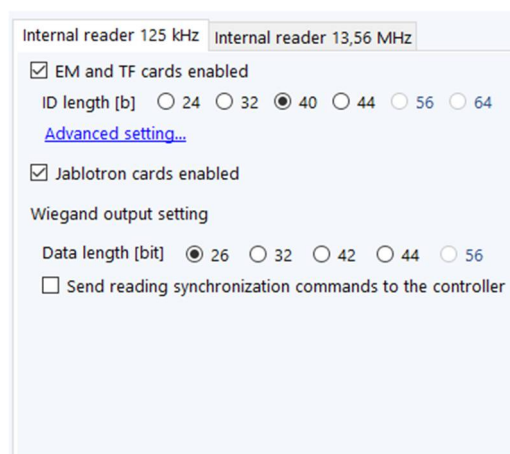 Internal reader 125 kHz Internal reader 13,56 MHz
EM and TF cards enabled
ID length [b] 24 32 40 44 56 64
Advanced setting...
Jablotron cards enabled
Wiegand output setting
Data length [bit] 26 32 42 44 56
Send reading synchronization commands to the controller